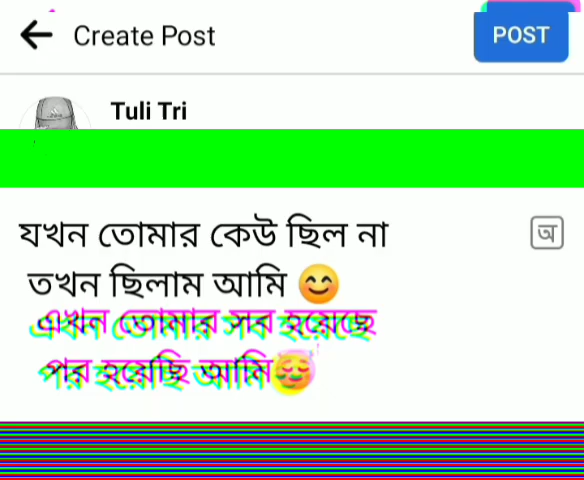 Create Post
POST
Tuli Tri
যখন তোমার কেউ ছিল না
অ
তখন ছিলাম আমি 😊
এখন তোমার সব হয়েছে
পর হয়েছি আমি🥰